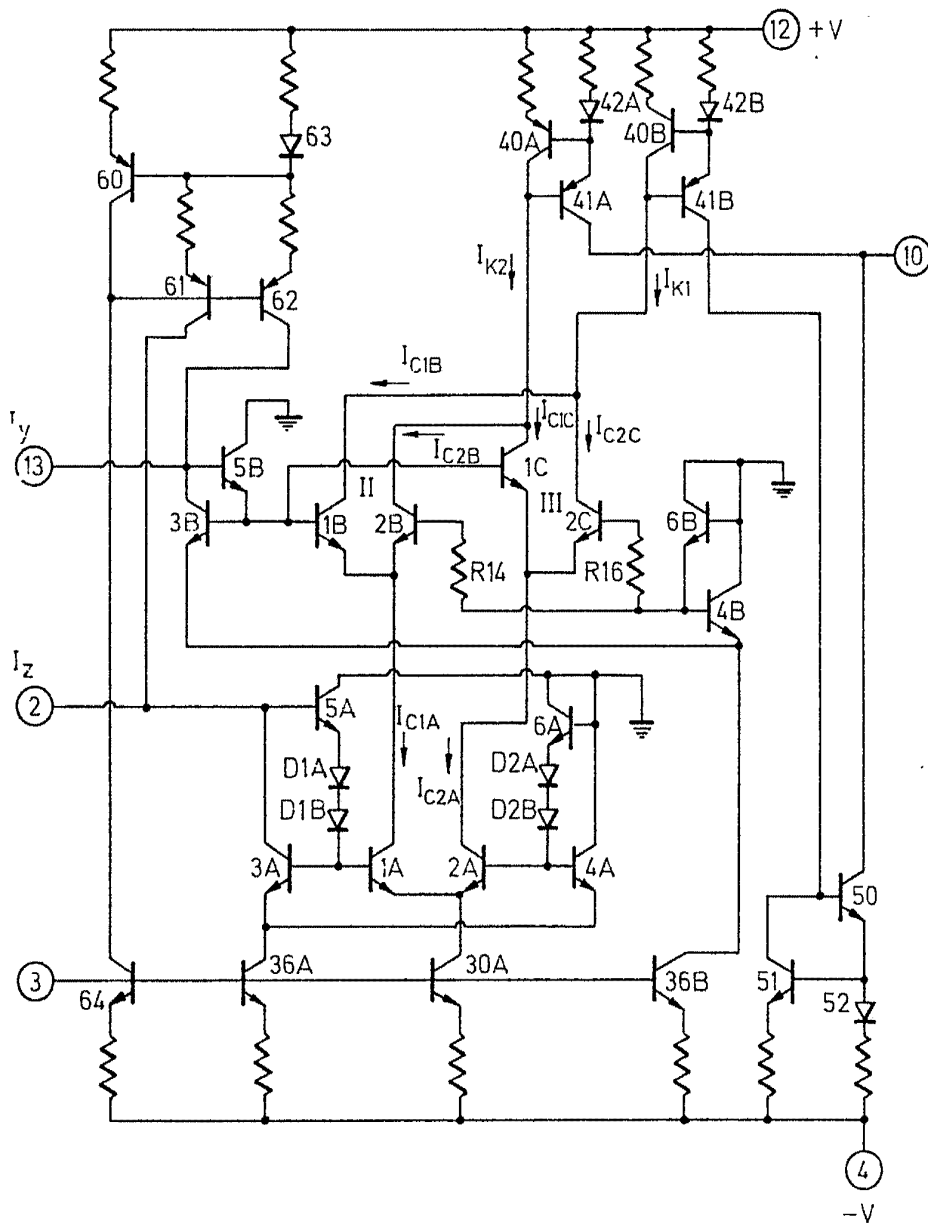 12 +V
42A
42B
40A
40B
63
60
41A
41B
10
I_K2
I_K1
61
62
I_C1B
I_C1C
I_C2C
I_y
I_C2B
13
5B
II
1C
III
6B
3B
1B
2B
2C
R14
R16
4B
I_z
2
5A
6A
I_C1A
D1A
D2A
I_C2A
D1B
D2B
3A
1A
2A
4A
50
36A
30A
3
64
36B
51
52
4
-V